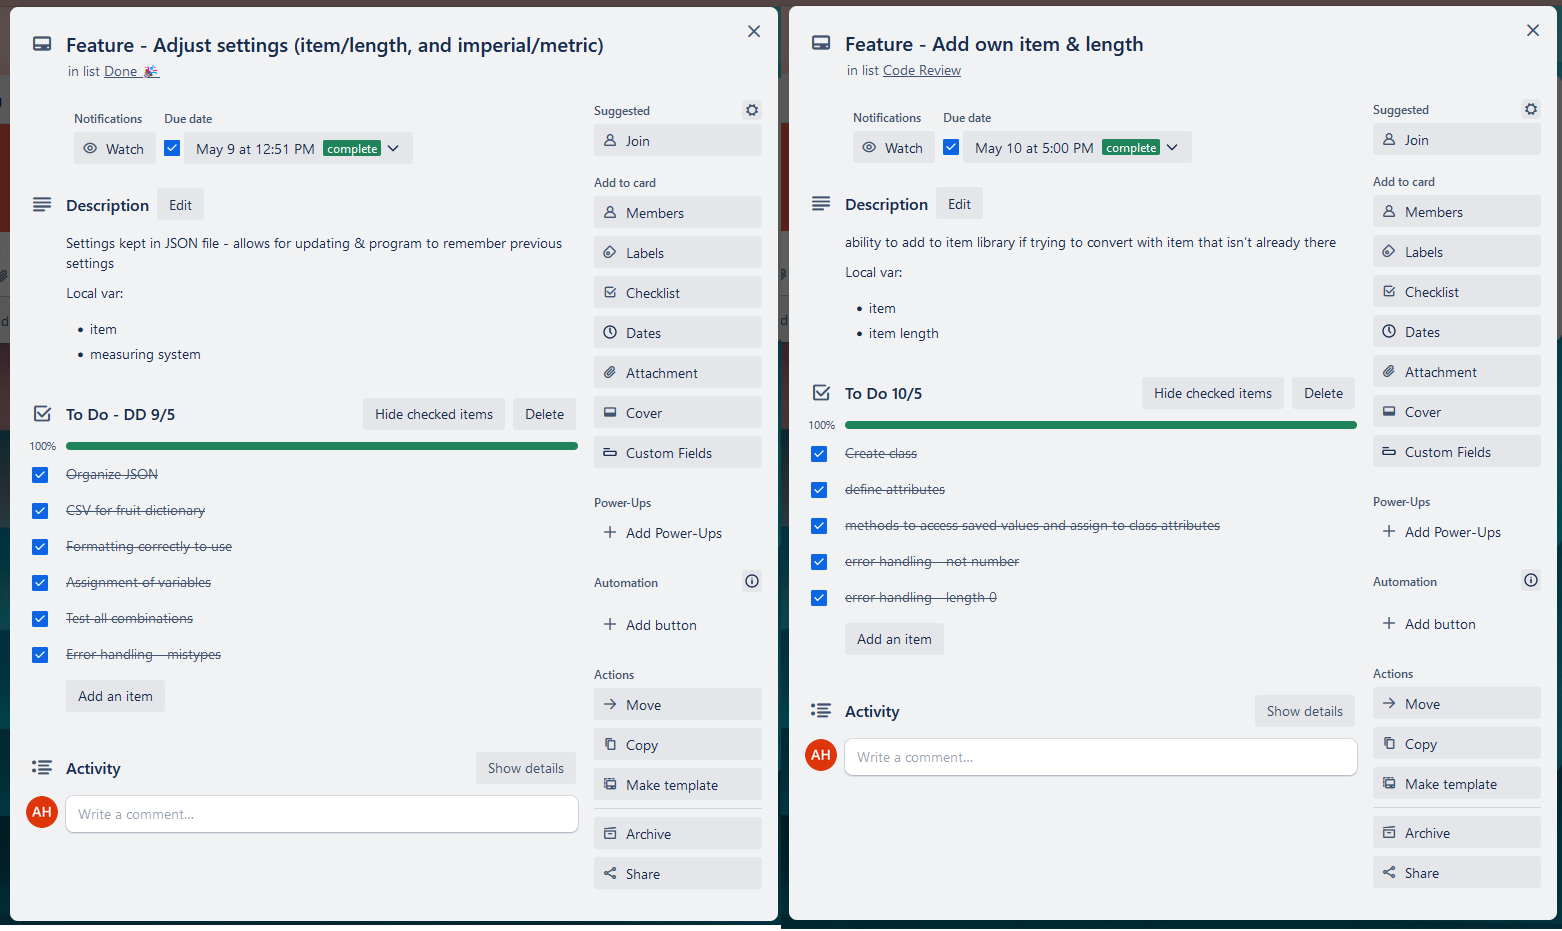 Feature - Adjust settings (item/length, and imperial/metric)
in list Done 🎉
Notifications
Due date
Watch
May 9 at 12:51 PM complete
Description
Edit
Settings kept in JSON file - allows for updating & program to remember previous
settings
Local var:
• item
• measuring system
To Do - DD 9/5
Hide checked items
Delete
100%
Organize JSON
CSV for fruit dictionary
Formatting correctly to use
Assignment of variables
Test all combinations
Error handling - mistypes
Add an item
Activity
Show details
AH
Write a comment...
Suggested
Join
Add to card
Members
Labels
Checklist
Dates
Attachment
Cover
Custom Fields
Power-Ups
Add Power-Ups
Automation
Add button
Actions
Move
Copy
Make template
Archive
Share
Feature - Add own item & length
in list Code Review
Notifications
Due date
Watch
May 10 at 5:00 PM complete
Description
Edit
ability to add to item library if trying to convert with item that isn't already there
Local var:
• item
• item length
To Do 10/5
Hide checked items
Delete
100%
Create class
define attributes
methods to access saved values and assign to class attributes
error handling - not number
error handling - length 0
Add an item
Activity
Show details
AH
Write a comment...
Suggested
Join
Add to card
Members
Labels
Checklist
Dates
Attachment
Cover
Custom Fields
Power-Ups
Add Power-Ups
Automation
Add button
Actions
Move
Copy
Make template
Archive
Share